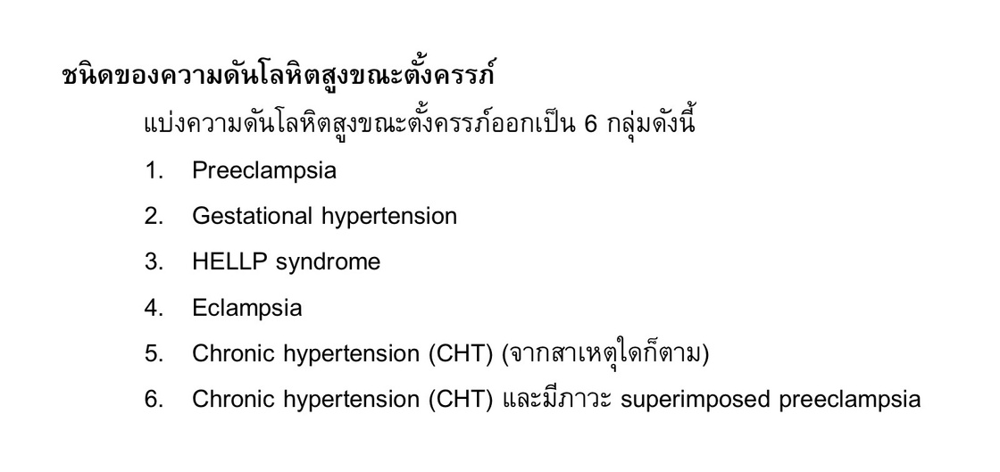 ชนิดของความดันโลหิตสูงขณะตั้งครรภ์
แบ่งความดันโลหิตสูงขณะตั้งครรภ์ออกเป็น 6 กลุ่มดังนี้
1. Preeclampsia
2. Gestational hypertension
3. HELLP syndrome
4. Eclampsia
5. Chronic hypertension (CHT) (จากสาเหตุใดก็ตาม)
6. Chronic hypertension (CHT) และมีภาวะ superimposed preeclampsia